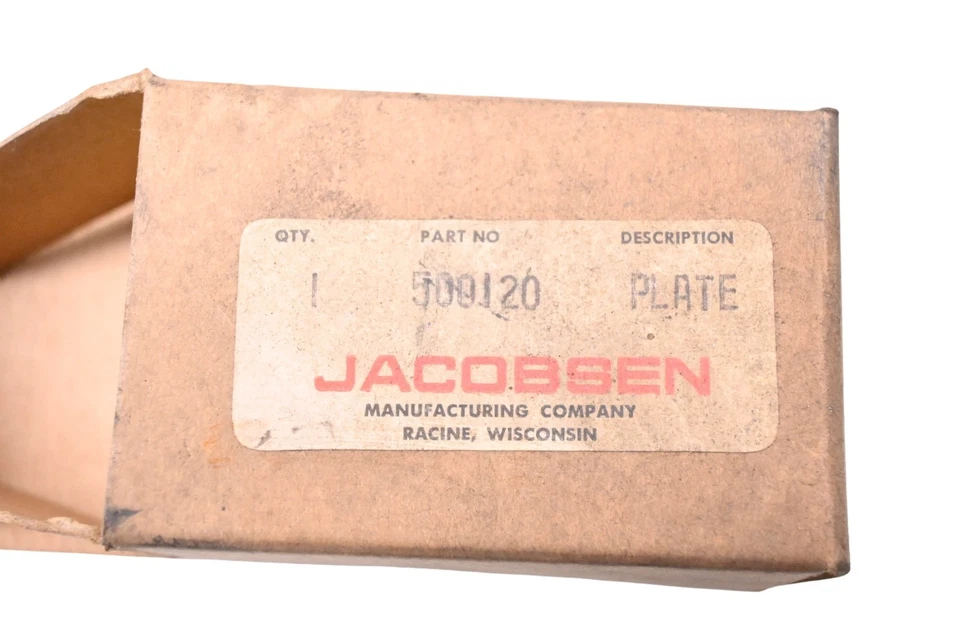 QTY. PART NO DESCRIPTION
1 500120 PLATE
JACOBSEN
MANUFACTURING COMPANY
RACINE, WISCONSIN